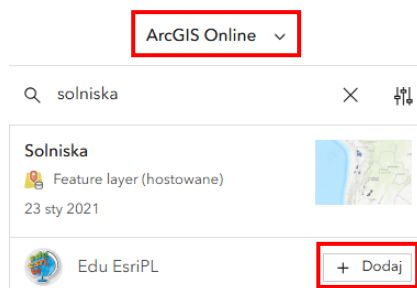 ArcGIS Online
solniska
Solniska
Feature layer (hostowane)
23 sty 2021
Edu EsriPL
+ Dodaj